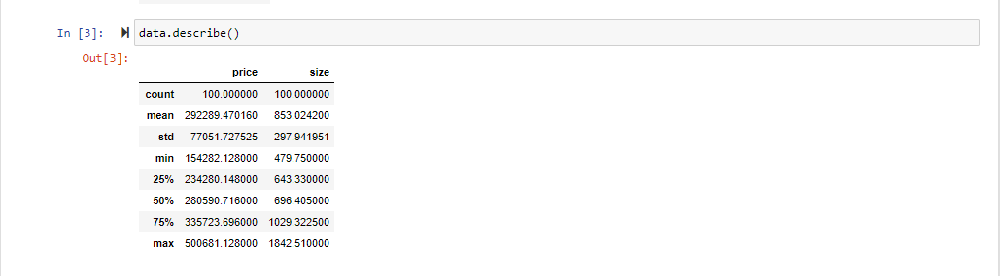 In [3]: data.describe()
Out[3]:
price size
count 100.000000 100.000000
mean 292289.470160 853.024200
std 77051.727525 297.941951
min 154282.128000 479.750000
25% 234280.148000 643.330000
50% 280590.716000 696.405000
75% 335723.696000 1029.322500
max 500681.128000 1842.510000